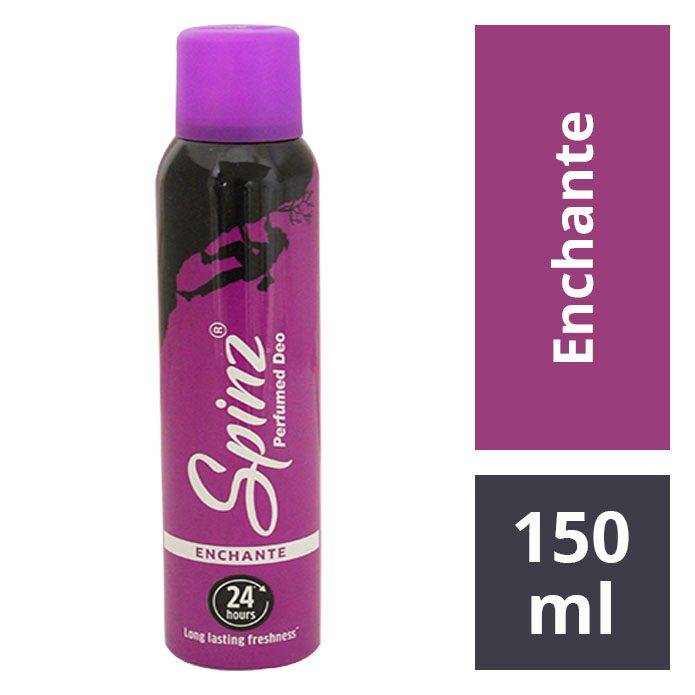 Spinz®
Perfumed Deo
ENCHANTE
24
hours
Long lasting freshness*
Enchante
150
ml